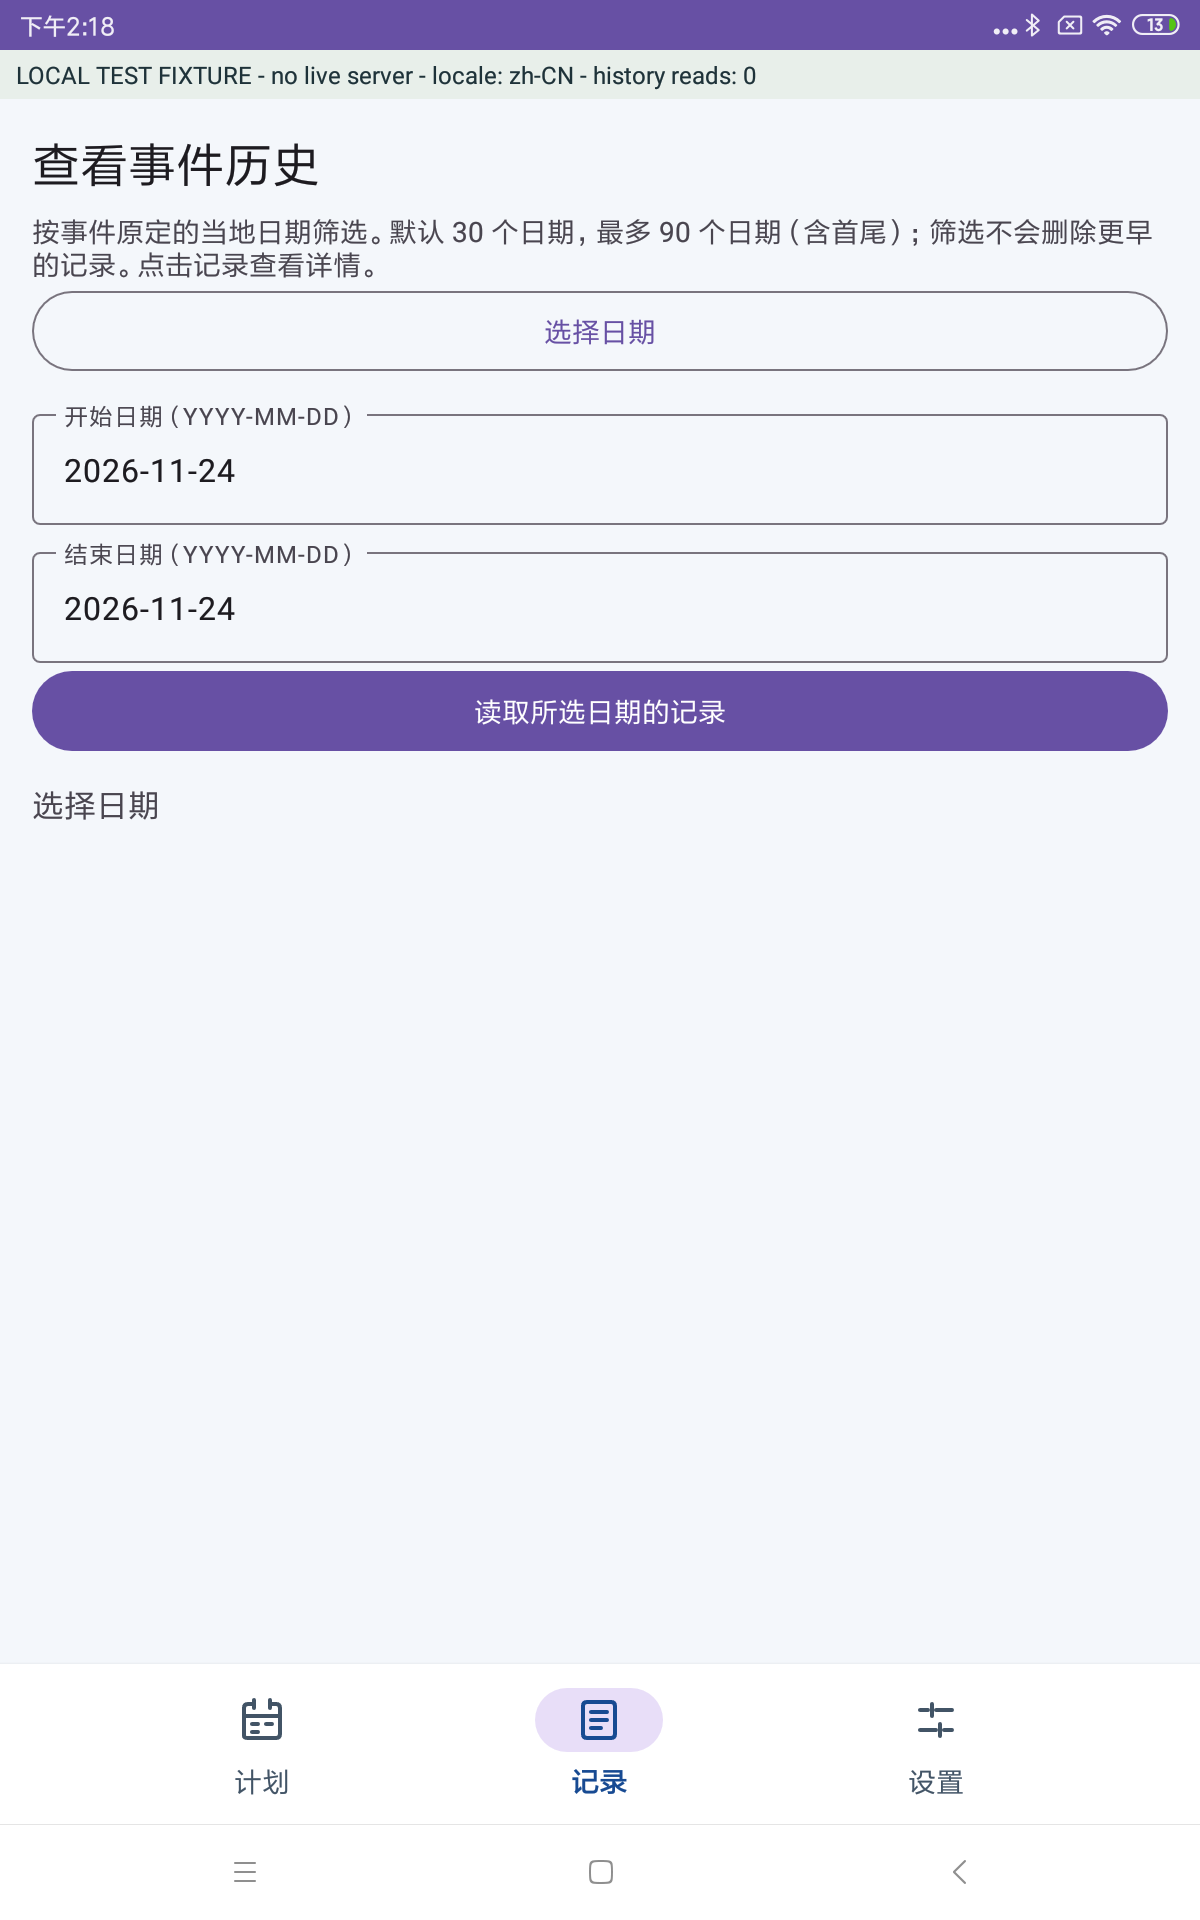 下午2:18
13
LOCAL TEST FIXTURE - no live server - locale: zh-CN - history reads: 0
查看事件历史
按事件原定的当地日期筛选。默认 30 个日期，最多 90 个日期（含首尾）；筛选不会删除更早
的记录。点击记录查看详情。
选择日期
开始日期（YYYY-MM-DD）
2026-11-24
结束日期（YYYY-MM-DD）
2026-11-24
读取所选日期的记录
选择日期
计划
记录
设置